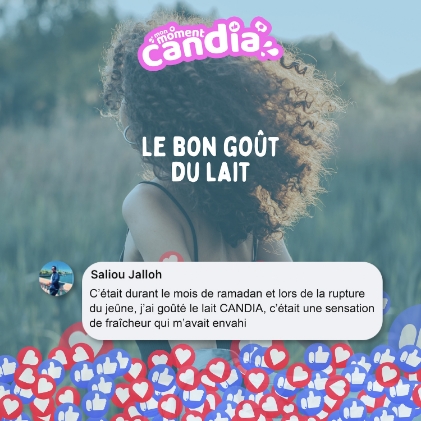 mon
moment
candia
LE BON GOÛT
DU LAIT
Saliou Jalloh
C'était durant le mois de ramadan et lors de la rupture
du jeûne, j'ai goûté le lait CANDIA, c'était une sensation
de fraîcheur qui m'avait envahi